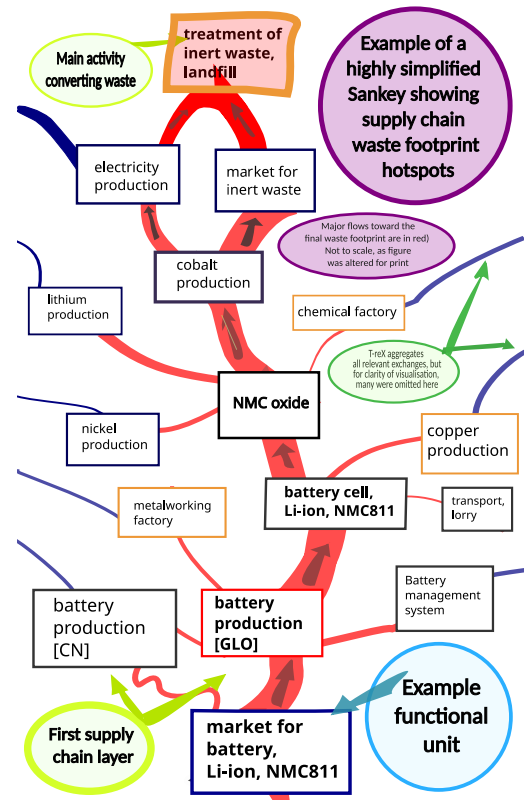 treatment of
inert waste,
landfill
Main activity
converting waste
Example of a
highly simplified
Sankey showing
supply chain
waste footprint
hotspots
electricity
production
market for
inert waste
Major flows toward the
final waste footprint are in red)
Not to scale, as figure
was altered for print
cobalt
production
lithium
production
chemical factory
T-reX aggregates
all relevant exchanges, but
for clarity of visualisation,
many were omitted here
NMC oxide
nickel
production
copper
production
battery cell,
Li-ion, NMC811
metalworking
factory
transport,
lorry
battery
production
[CN]
battery
production
[GLO]
Battery
management
system
Example
functional
unit
First supply
chain layer
market for
battery,
Li-ion, NMC811